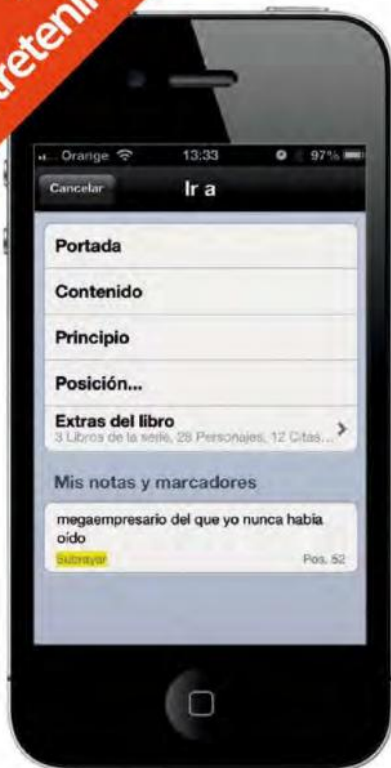 Orange 13:33 97%
Cancelar Ir a
Portada
Contenido
Principio
Posición...
Extras del libro
3 Libros de la serie, 28 Personajes, 12 Citas...
Mis notas y marcadores
megaempresario del que yo nunca había
oído
Subrayar Pos. 52